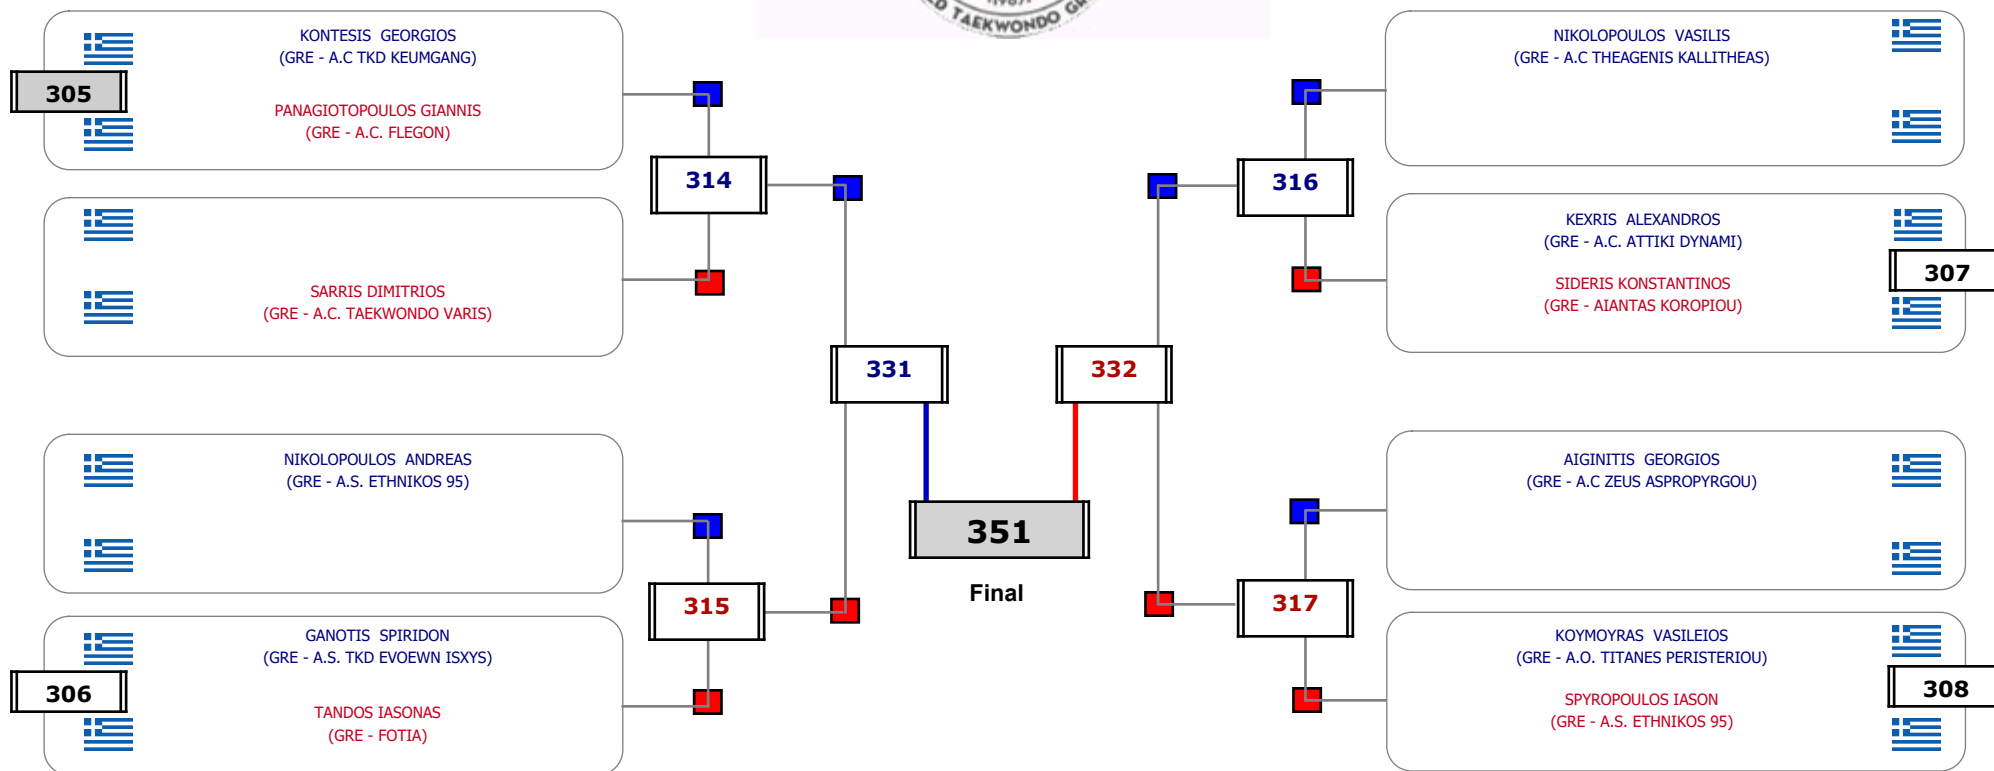 TAEKWONDO
KONTESIS GEORGIOS
(GRE - A.C TKD KEUMGANG)
305
PANAGIOTOPOULOS GIANNIS
(GRE - A.C. FLEGON)
314
SARRIS DIMITRIOS
(GRE - A.C. TAEKWONDO VARIS)
331
NIKOLOPOULOS ANDREAS
(GRE - A.S. ETHNIKOS 95)
315
GANOTIS SPIRIDON
(GRE - A.S. TKD EVOEWN ISXYS)
306
TANDOS IASONAS
(GRE - FOTIA)
351
Final
NIKOLOPOULOS VASILIS
(GRE - A.C THEAGENIS KALLITHEAS)
316
KEXRIS ALEXANDROS
(GRE - A.C. ATTIKI DYNAMI)
307
SIDERIS KONSTANTINOS
(GRE - AIANTAS KOROPIOU)
332
AIGINITIS GEORGIOS
(GRE - A.C ZEUS ASPROPYRGOU)
317
KOYMOYRAS VASILEIOS
(GRE - A.O. TITANES PERISTERIOU)
308
SPYROPOULOS IASON
(GRE - A.S. ETHNIKOS 95)